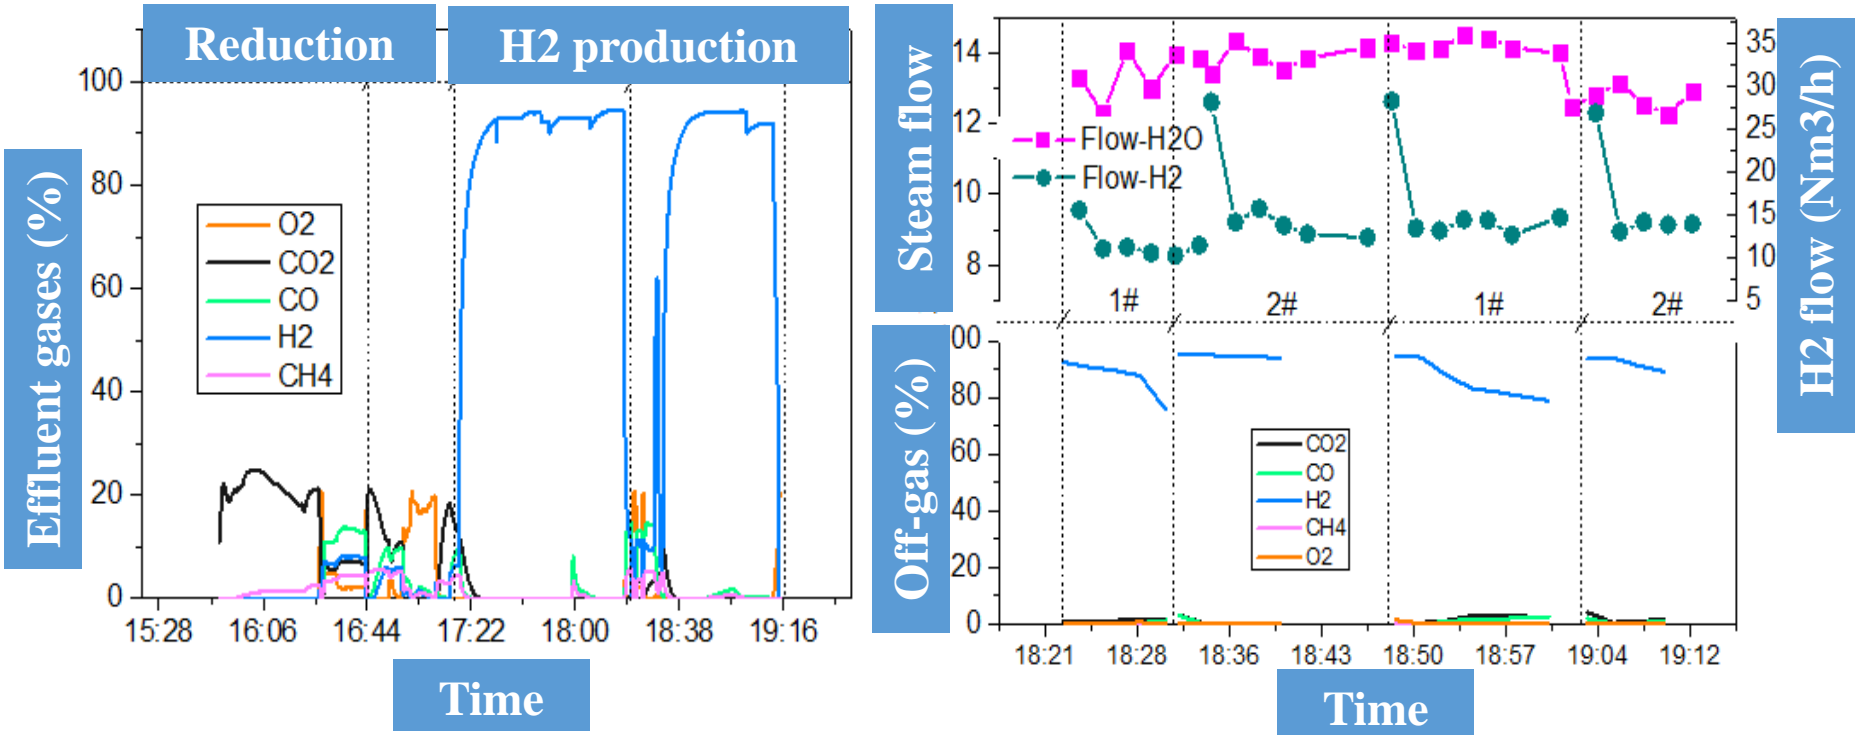 Reduction
H2 production
Effluent gases (%)
100
80
60
40
20
0
O2
CO2
CO
H2
CH4
15:28
16:06
16:44
17:22
18:00
18:38
19:16
Time
Steam flow
14
12
10
8
Flow-H2O
Flow-H2
35
30
25
20
15
10
5
H2 flow (Nm3/h)
1#
2#
1#
2#
Off-gas (%)
00
80
60
40
20
0
CO2
CO
H2
CH4
O2
18:21
18:28
18:36
18:43
18:50
18:57
19:04
19:12
Time